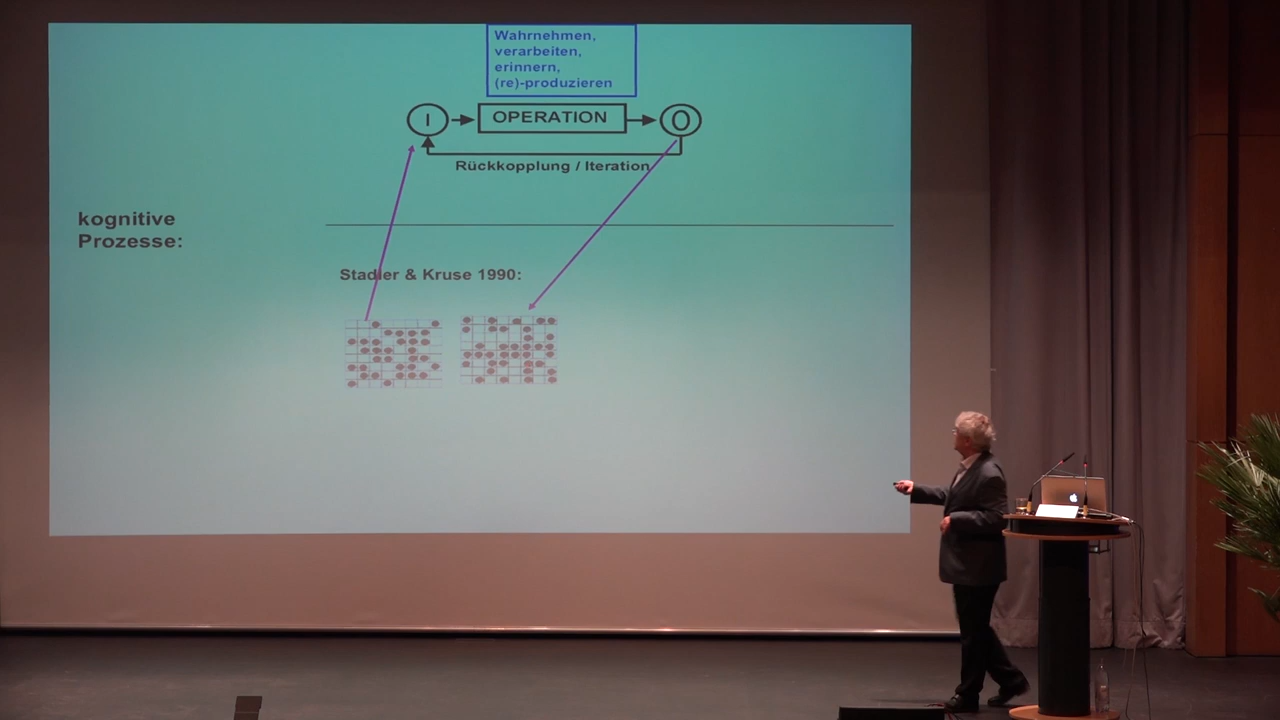 Wahrnehmen,
verarbeiten,
erinnern,
(re)-produzieren
I
OPERATION
O
Rückkopplung / Iteration
kognitive
Prozesse:
Stadler & Kruse 1990: